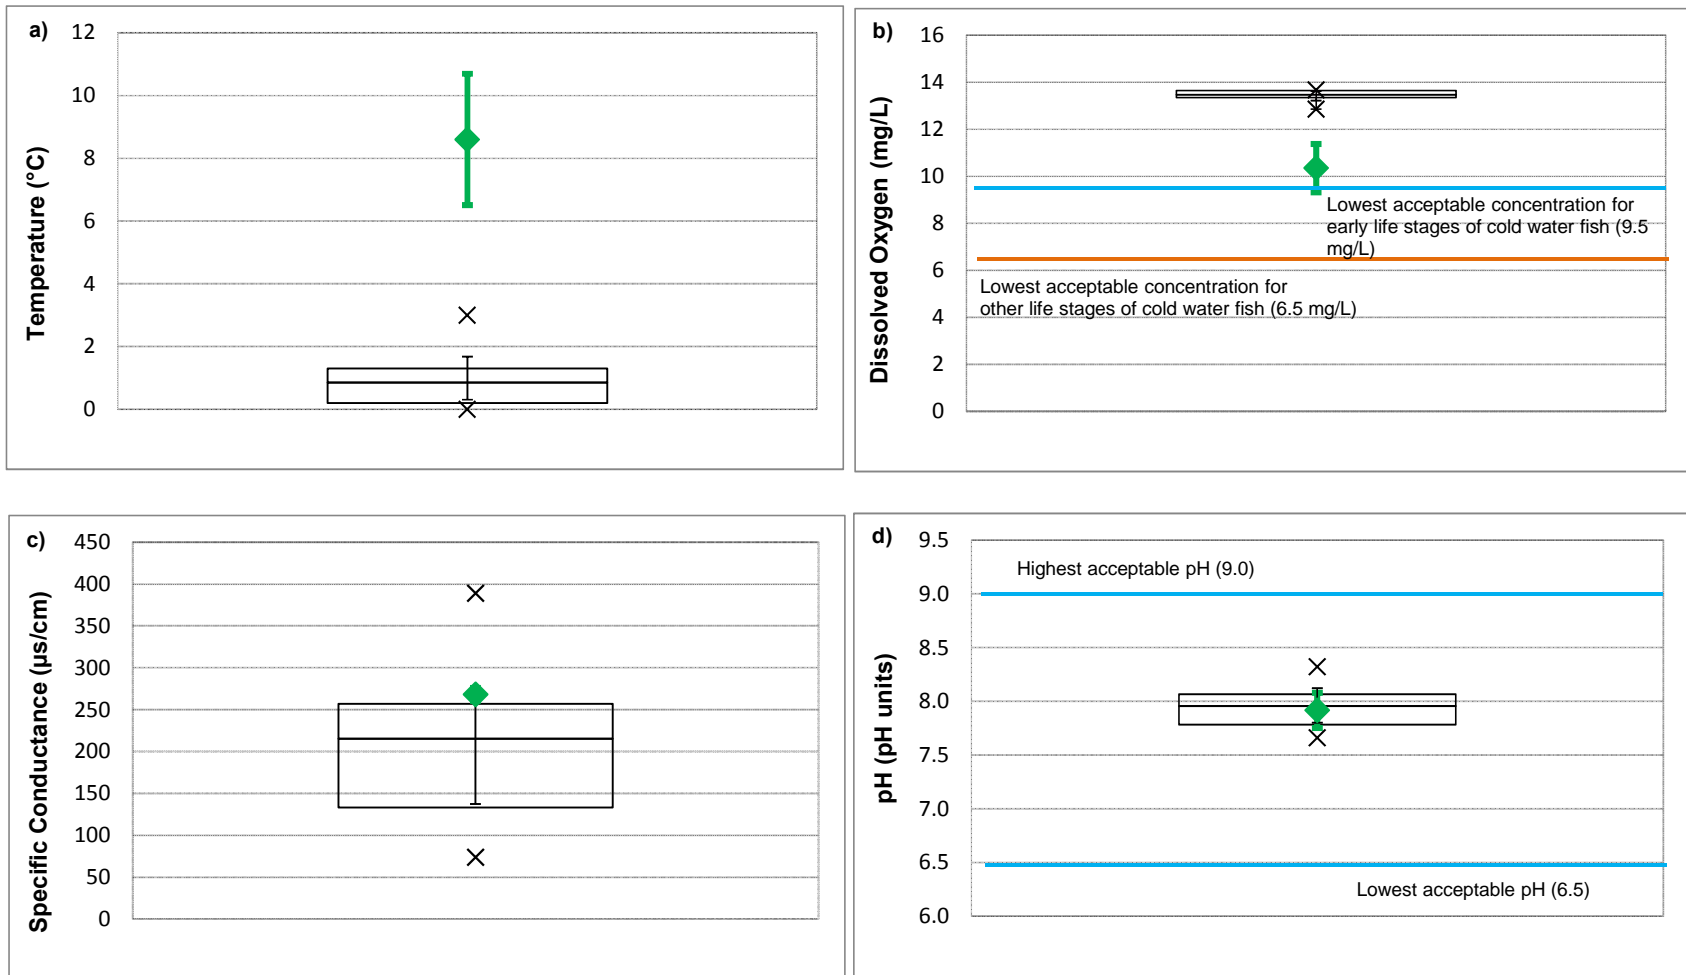 a)
12
10
8
6
4
2
0
Temperature (°C)
b)
16
14
12
10
8
6
4
2
0
Dissolved Oxygen (mg/L)
Lowest acceptable concentration for
early life stages of cold water fish (9.5
mg/L)
Lowest acceptable concentration for
other life stages of cold water fish (6.5 mg/L)
c)
450
400
350
300
250
200
150
100
50
0
Specific Conductance (µs/cm)
d)
9.5
9.0
8.5
8.0
7.5
7.0
6.5
6.0
pH (pH units)
Highest acceptable pH (9.0)
Lowest acceptable pH (6.5)